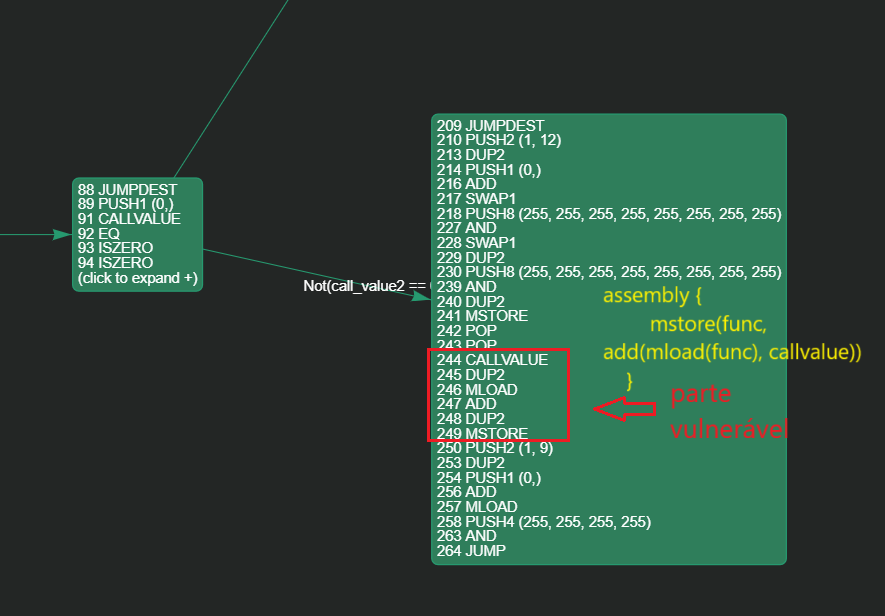 88 JUMPDEST
89 PUSH1 (0,)
91 CALLVALUE
92 EQ
93 ISZERO
94 ISZERO
(click to expand +)
Not(call_value2 ==
209 JUMPDEST
210 PUSH2 (1, 12)
213 DUP2
214 PUSH1 (0,)
216 ADD
217 SWAP1
218 PUSH8 (255, 255, 255, 255, 255, 255, 255, 255)
227 AND
228 SWAP1
229 DUP2
230 PUSH8 (255, 255, 255, 255, 255, 255, 255, 255)
239 AND
240 DUP2
241 MSTORE
242 POP
243 POP
244 CALLVALUE
245 DUP2
246 MLOAD
247 ADD
248 DUP2
249 MSTORE
250 PUSH2 (1, 9)
253 DUP2
254 PUSH1 (0,)
256 ADD
257 MLOAD
258 PUSH4 (255, 255, 255, 255)
263 AND
264 JUMP
assembly {
mstore(func,
add(mload(func), callvalue))
}
parte
vulnerável